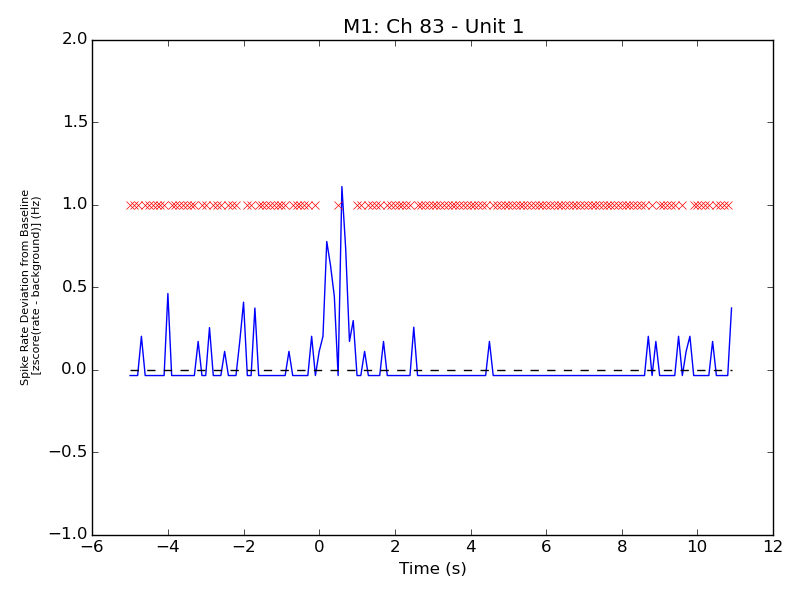 M1: Ch 83 - Unit 1
2.0
1.5
1.0
0.5
0.0
−0.5
−1.0
Spike Rate Deviation from Baseline
[zscore(rate - background)] (Hz)
−6 −4 −2 0 2 4 6 8 10 12
Time (s)